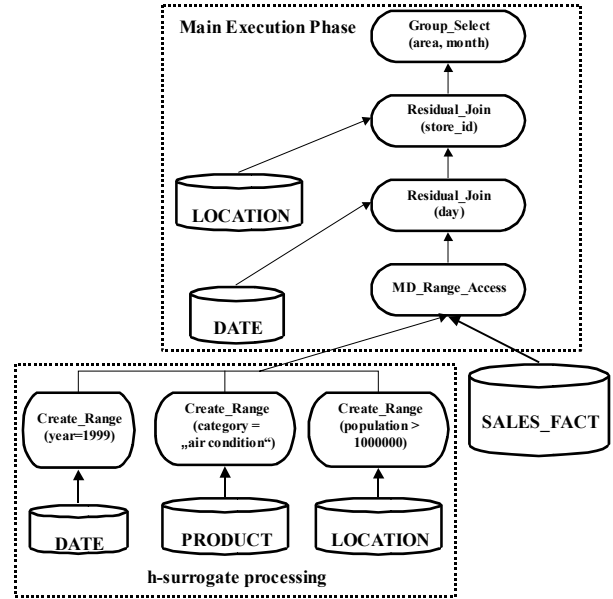 Main Execution Phase
Group_Select
(area, month)
Residual_Join
(store_id)
LOCATION
Residual_Join
(day)
DATE
MD_Range_Access
SALES_FACT
Create_Range
(year=1999)
Create_Range
(category =
„air condition“)
Create_Range
(population >
1000000)
DATE
PRODUCT
LOCATION
h-surrogate processing